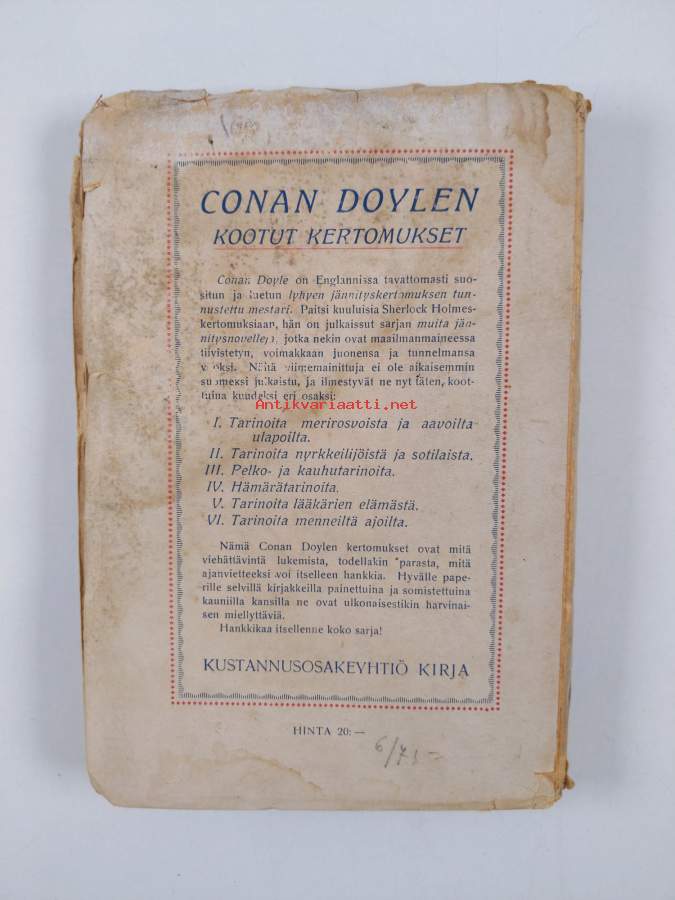 CONAN DOYLEN
KOOTUT KERTOMUKSET
Conan Doyle on Englannissa tavattomasti suo-
situn ja luetun lyhyen jännityskertomuksen tun-
nustettu mestari. Paitsi kuuluisia Sherlock Holmes-
kertomuksiaan, hän on julkaissut sarjan muita jän-
nitysnovelleja, jotka nekin ovat maailmanmaineessa
tiivistetyn, voimakkaan juonensa ja tunnelmansa
vuoksi. Näitä viimemainittuja ei ole aikaisemmin
suomeksi julkaistu, ja ilmestyvät ne nyt täten, koot-
tuina kuudeksi eri osaksi:
Antikvariaatti.net
I. Tarinoita merirosvoista ja aavoilta
ulapoilta.
II. Tarinoita nyrkkeilijöistä ja sotilaista.
III. Pelko- ja kauhutarinoita.
IV. Hämärätarinoita.
V. Tarinoita lääkärien elämästä.
VI. Tarinoita menneiltä ajoilta.
Nämä Conan Doylen kertomukset ovat mitä
viehättävintä lukemista, todellakin parasta, mitä
ajanvietteeksi voi itselleen hankkia. Hyvälle pape-
rille selvillä kirjakkeilla painettuina ja somistettuina
kauniilla kansilla ne ovat ulkonaisestikin harvinai-
sen miellyttäviä.
Hankkikaa itsellenne koko sarja!
KUSTANNUSOSAKEYHTIÖ KIRJA
HINTA 20:—